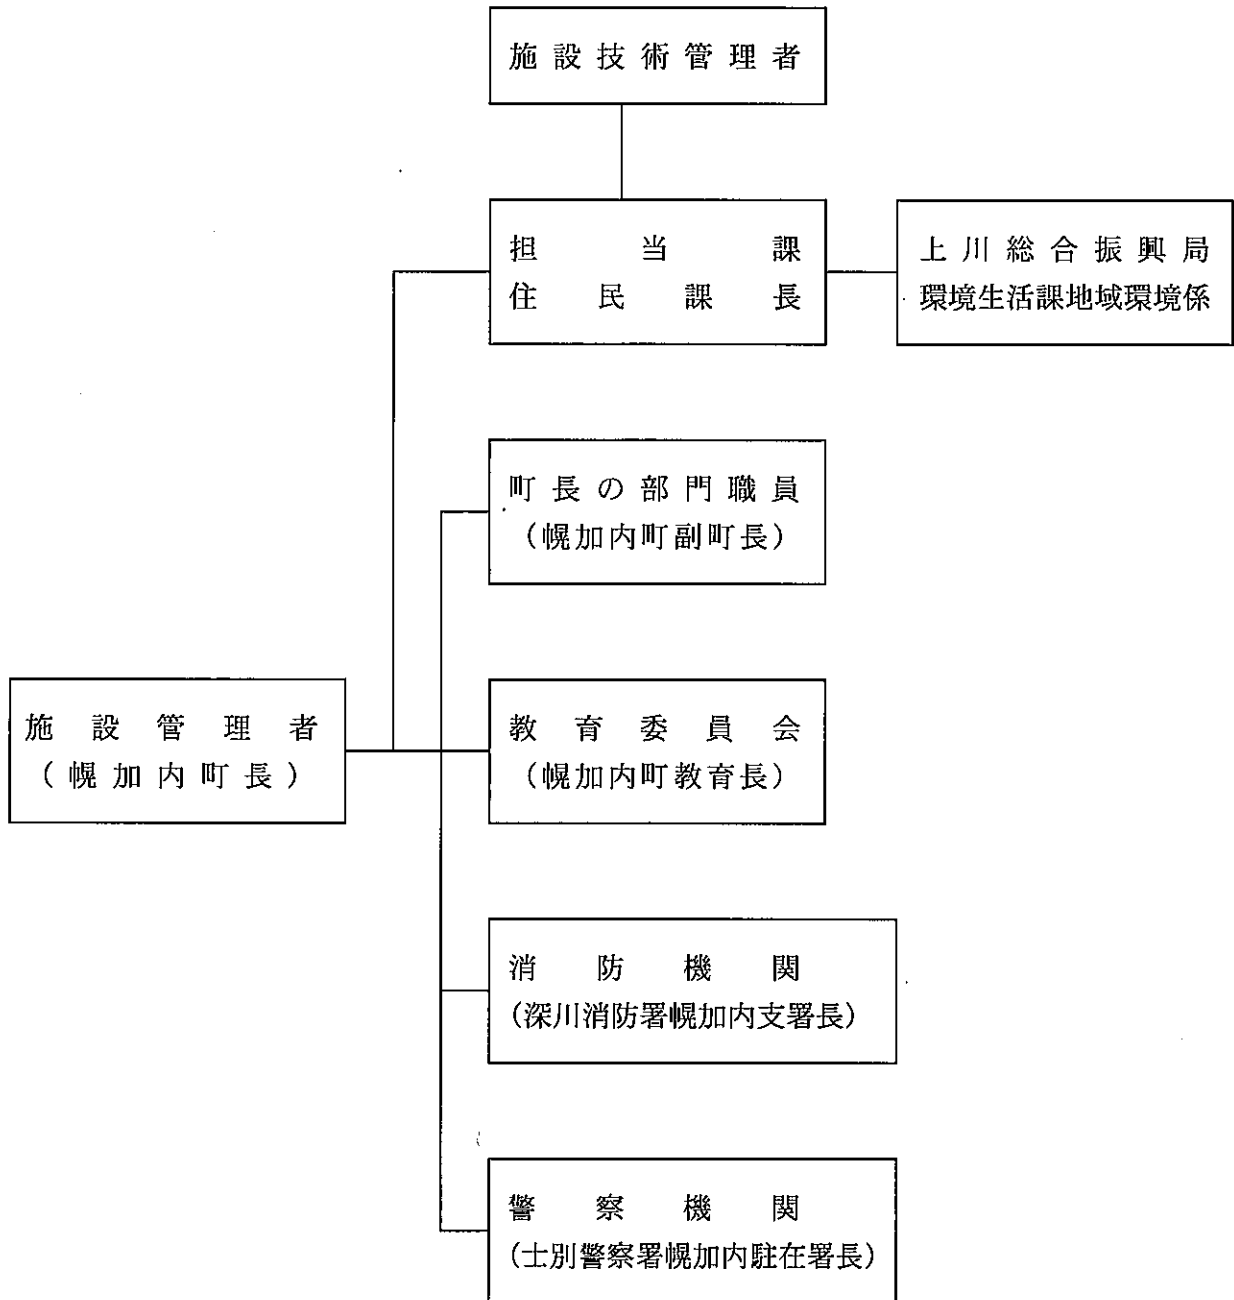 施設技術管理者
担当課
住民課長
上川総合振興局
環境生活課地域環境係
町長の部門職員
（幌加内町副町長）
施設管理者
（幌加内町長）
教育委員会
（幌加内町教育長）
消防機関
（深川消防署幌加内支署長）
警察機関
（士別警察署幌加内駐在署長）